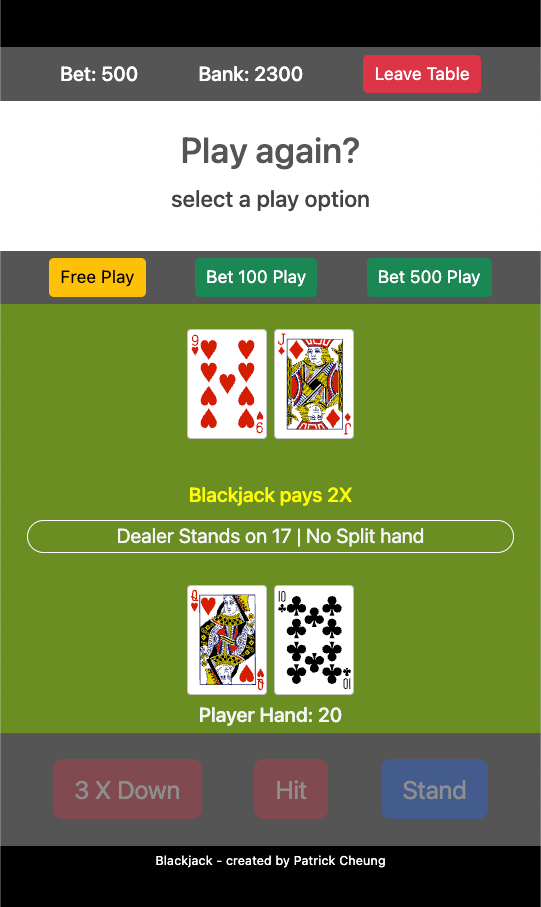 Bet: 500 Bank: 2300 Leave Table
Play again?
select a play option
Free Play Bet 100 Play Bet 500 Play
9 J
9 J
Blackjack pays 2X
Dealer Stands on 17 | No Split hand
Q 10
Q 10
Player Hand: 20
3 X Down Hit Stand
Blackjack - created by Patrick Cheung